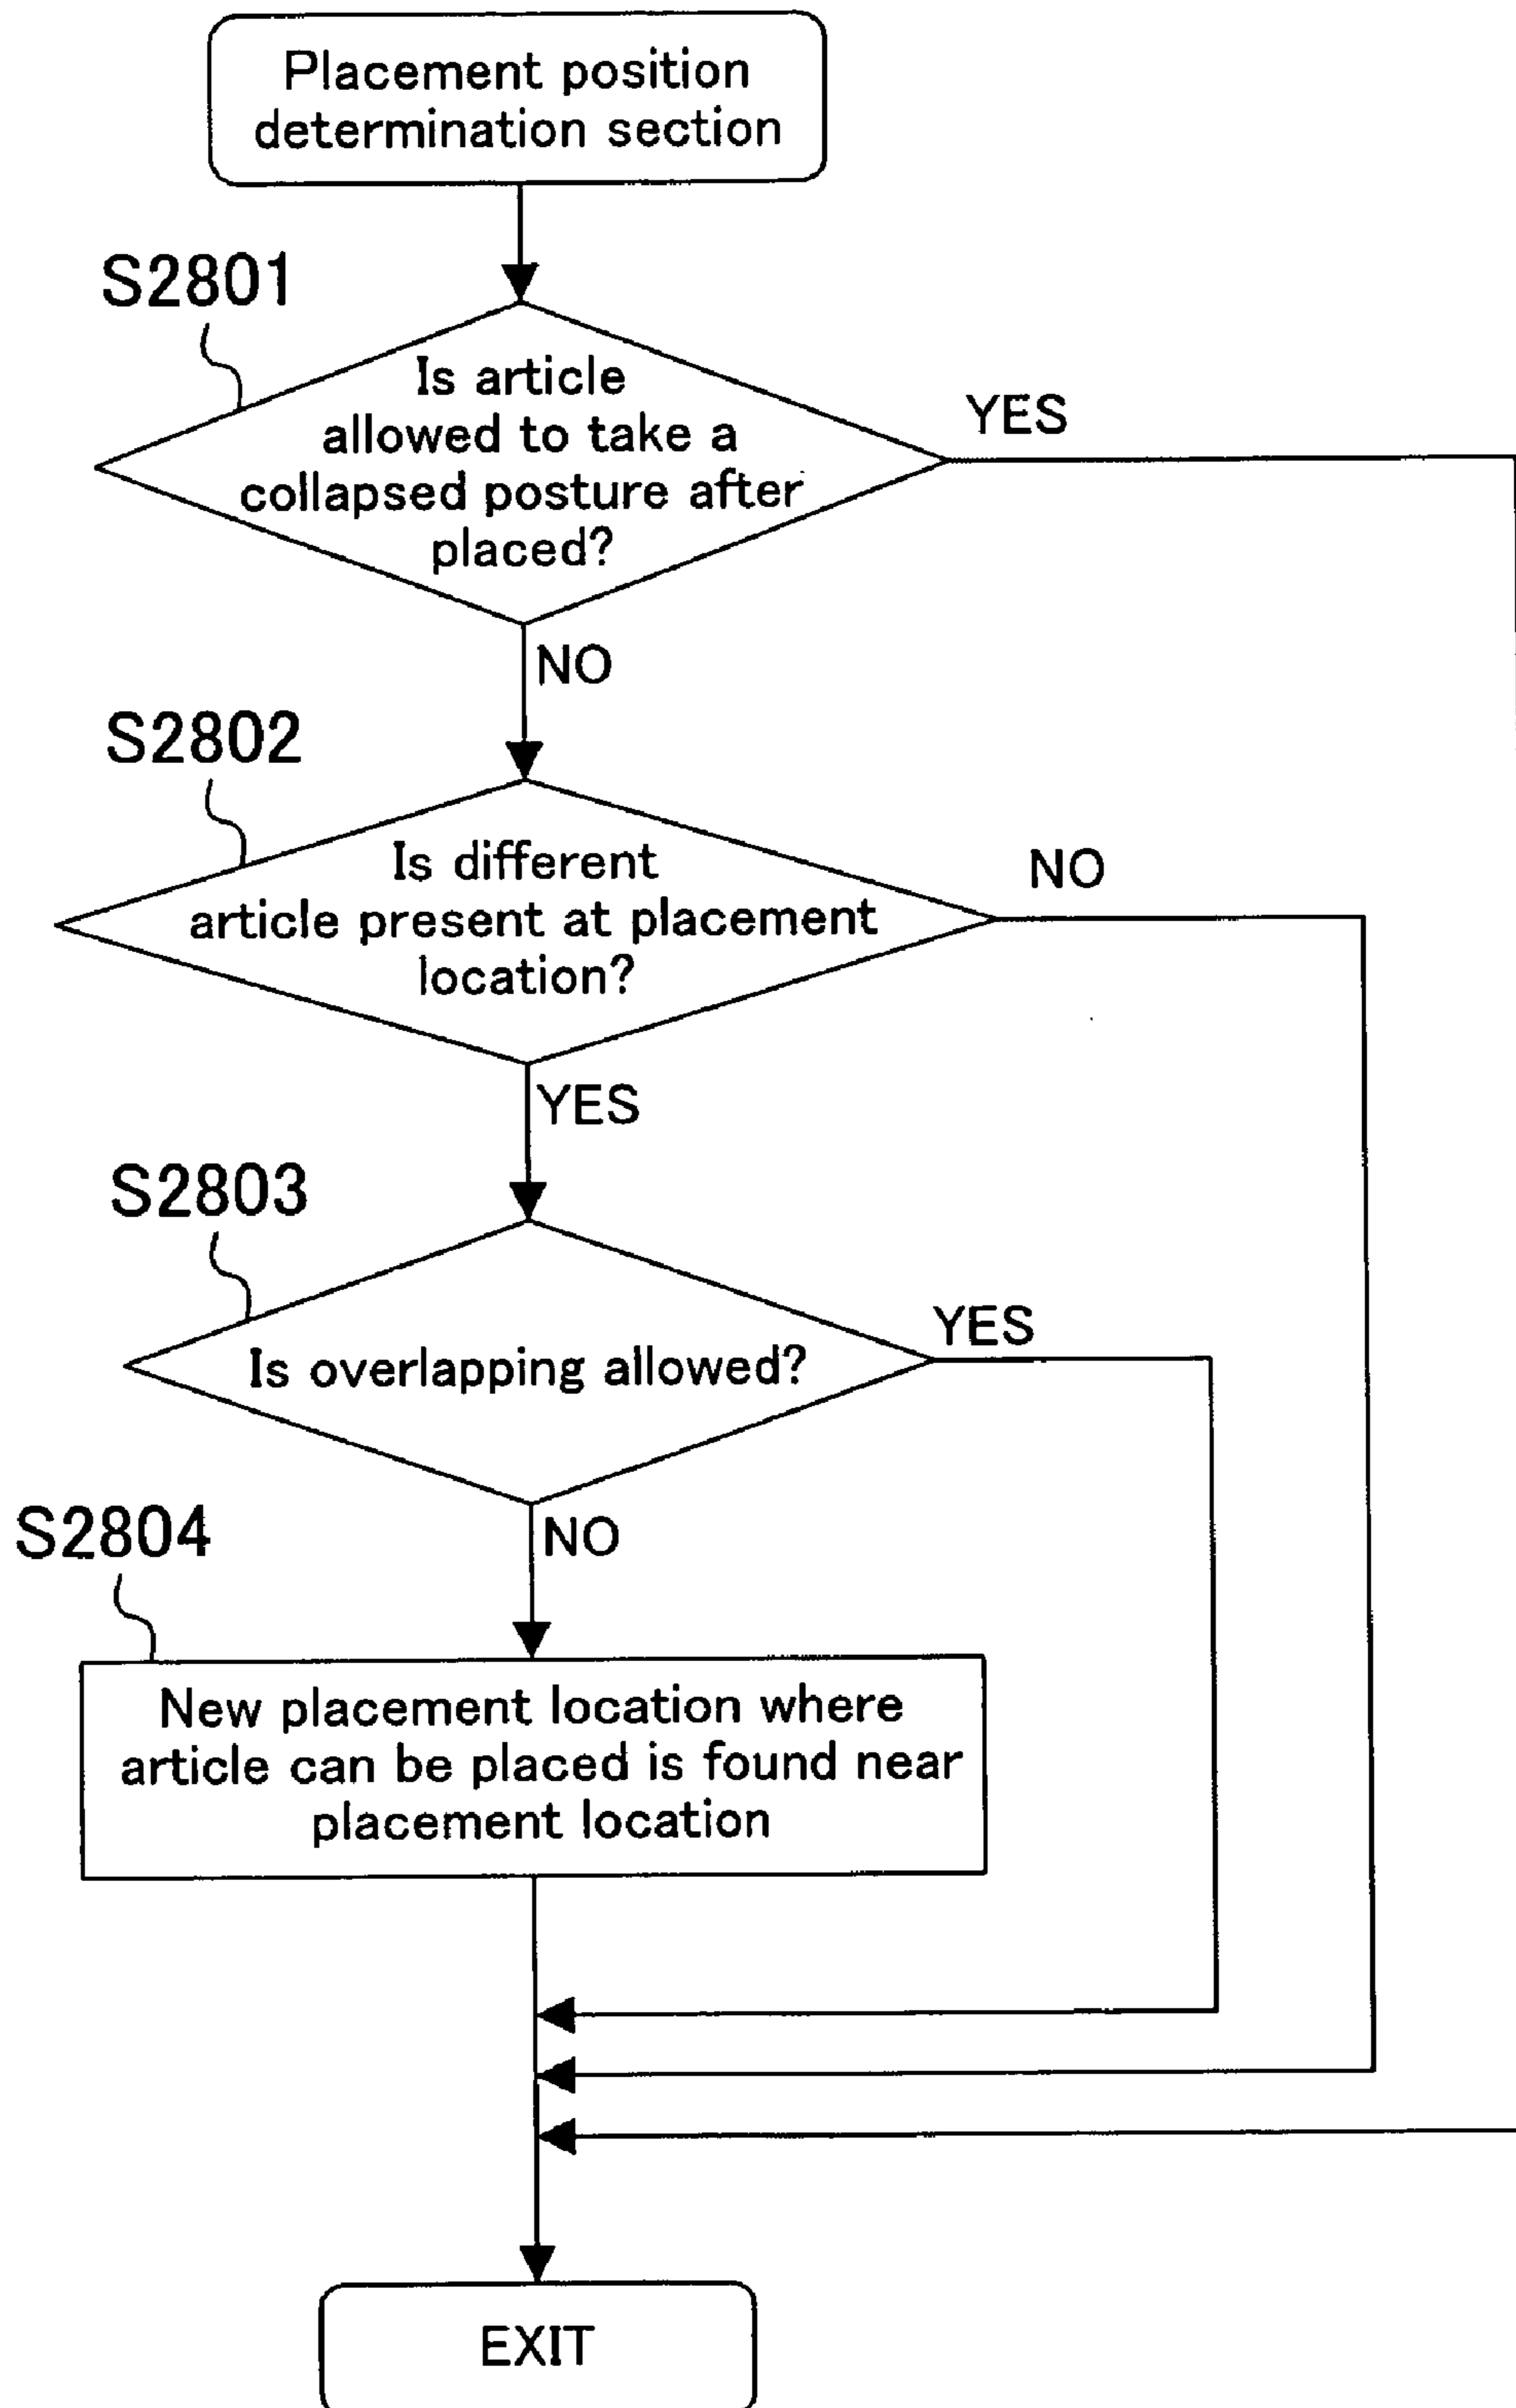 Placement position
determination section
S2801
Is article
allowed to take a
collapsed posture after
placed?
YES
NO
S2802
Is different
article present at placement
location?
NO
YES
S2803
Is overlapping allowed?
YES
NO
S2804
New placement location where
article can be placed is found near
placement location
EXIT